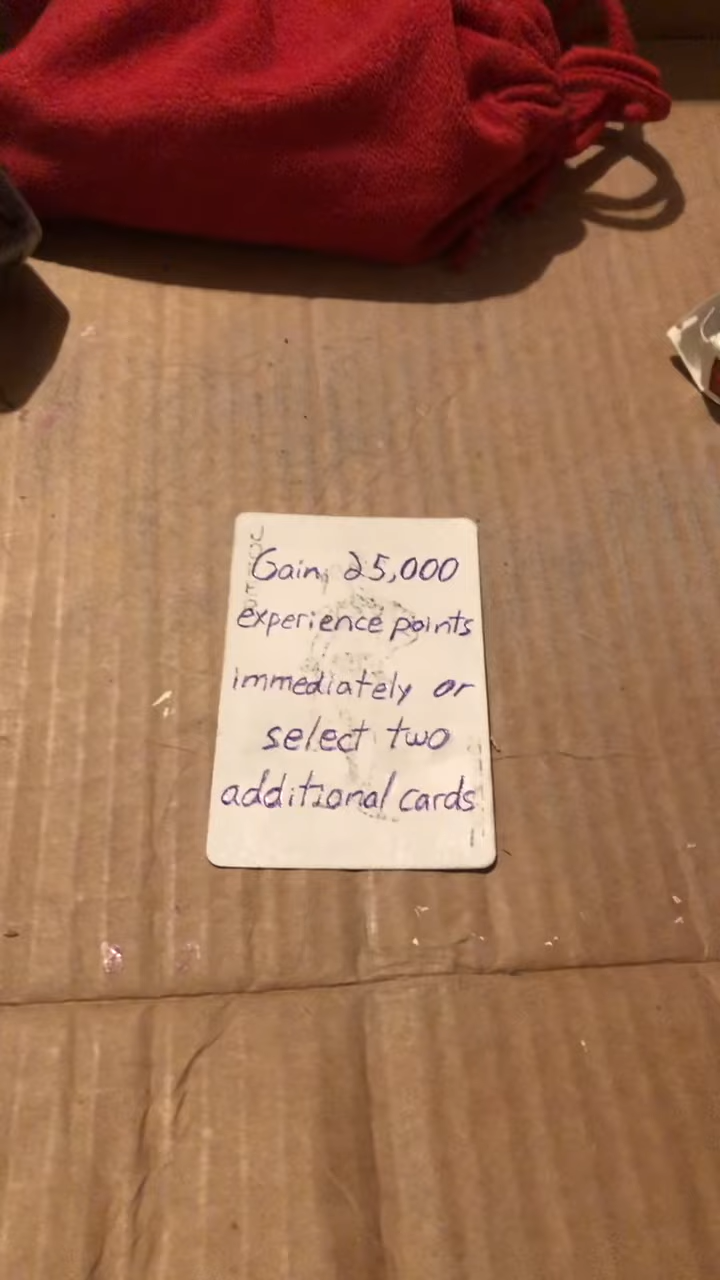 Gain 25,000
experience points
immediately or
select two
additional cards